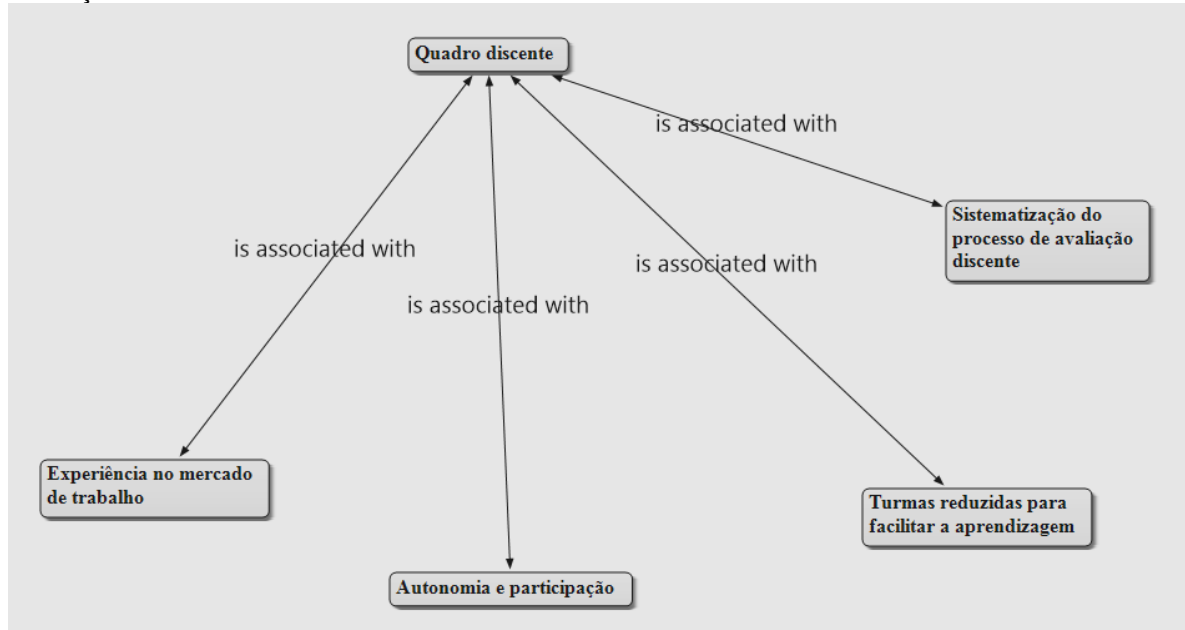 Quadro discente
is associated with
Sistematização do
processo de avaliação
discente
is associated with
is associated with
is associated with
Experiência no mercado
de trabalho
Turmas reduzidas para
facilitar a aprendizagem
Autonomia e participação